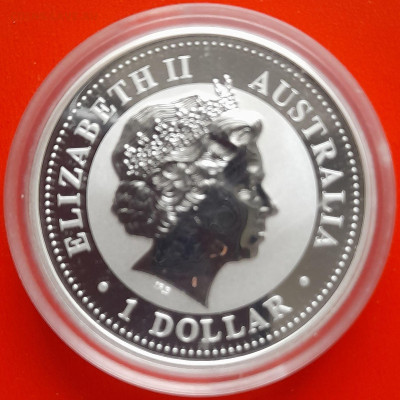 ELIZABETH II
AUSTRALIA
• 1 DOLLAR •